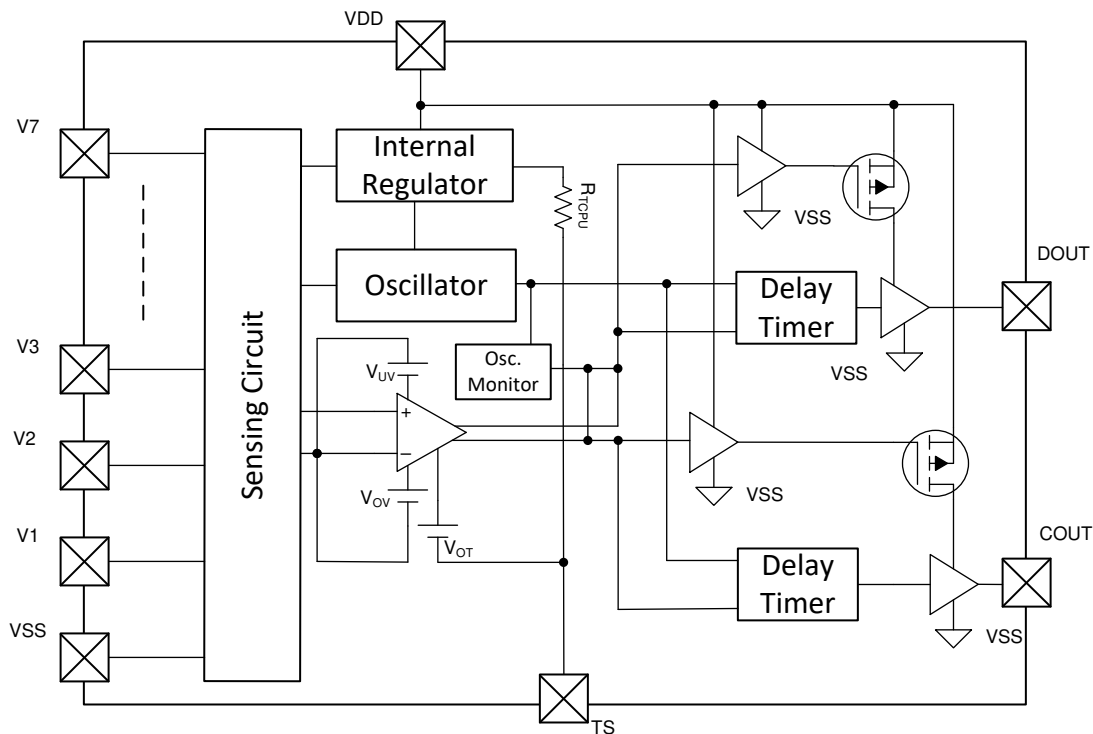 VDD
V7
Internal
Regulator
RTCPU
VSS
DOUT
Oscillator
Delay
Timer
V3
Osc.
Monitor
VUV
VSS
Sensing Circuit
+
V2
−
VOV
VSS
V1
VOT
COUT
Delay
Timer
VSS
VSS
TS